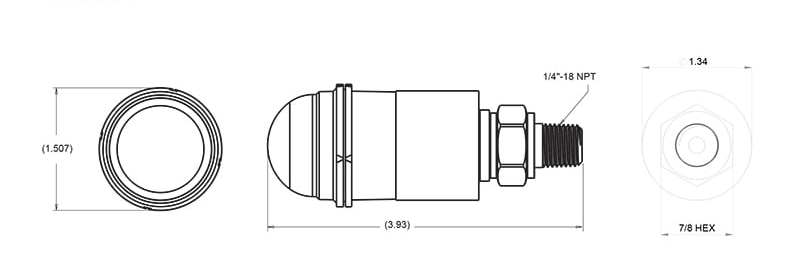 (1.507)
(3.93)
1/4"-18 NPT
∅ 1.34
7/8 HEX